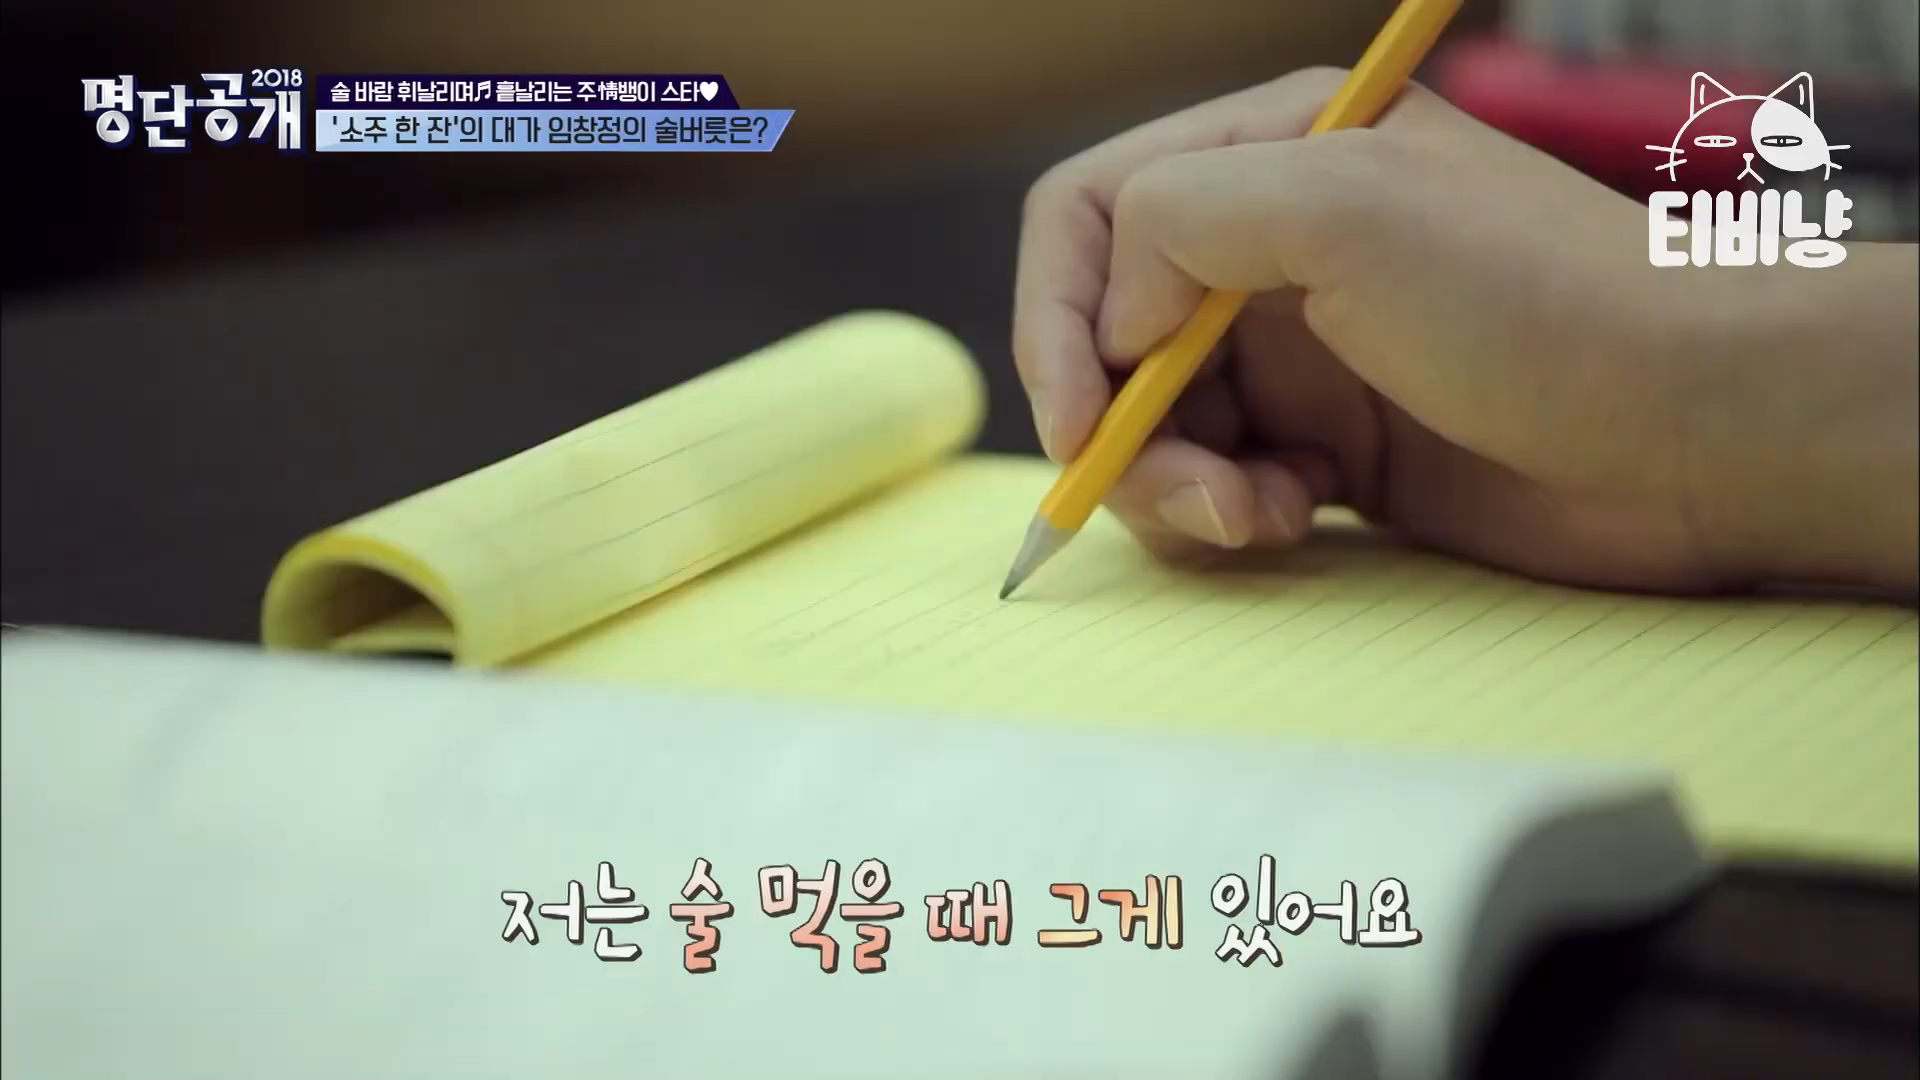 명단공개 2018
술 바람 휘날리며♬ 흩날리는 주情뱅이 스타♥
'소주 한 잔'의 대가 임창정의 술버릇은?
티비냥
저는 술 먹을 때 그게 있어요